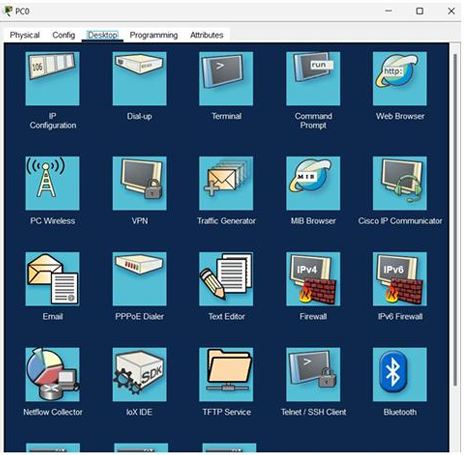 PC0
Physical Config Desktop Programming Attributes
106
run
http:
IP
Configuration
Dial-up
Terminal
Command
Prompt
Web Browser
MIB
PC Wireless
VPN
Traffic Generator
MIB Browser
Cisco IP Communicator
IPv4
IPv6
Email
PPPoE Dialer
Text Editor
Firewall
IPv6 Firewall
SDK
Netflow Collector
IoX IDE
TFTP Service
Telnet / SSH Client
Bluetooth